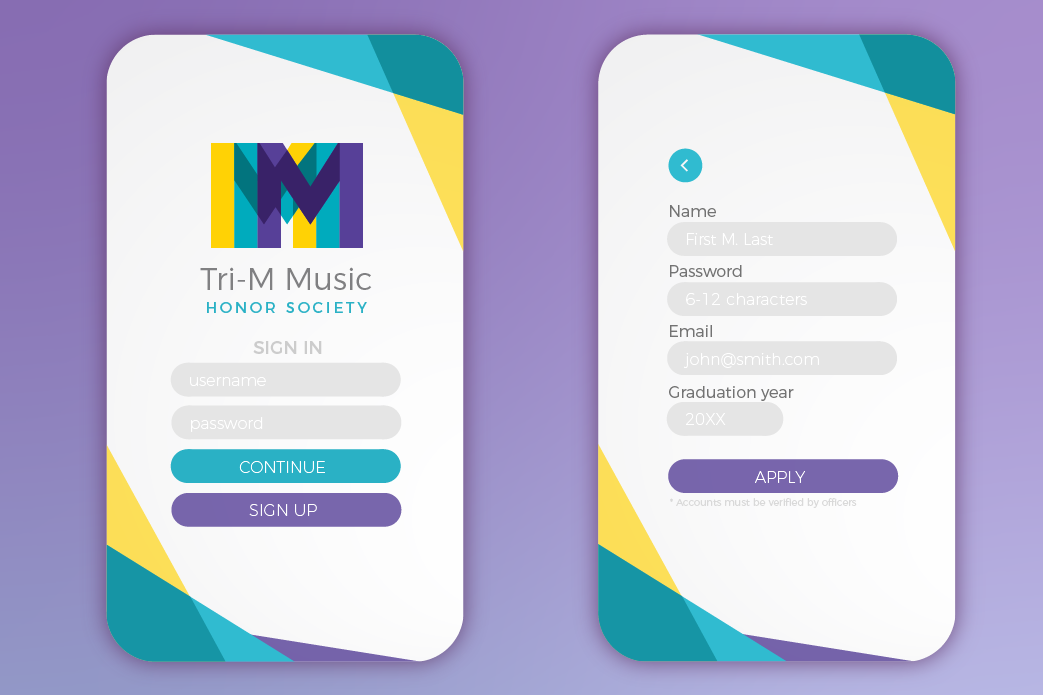 Tri-M Music
HONOR SOCIETY
SIGN IN
username
password
CONTINUE
SIGN UP
Name
First M. Last
Password
6-12 characters
Email
john@smith.com
Graduation year
20XX
APPLY
* Accounts must be verified by officers